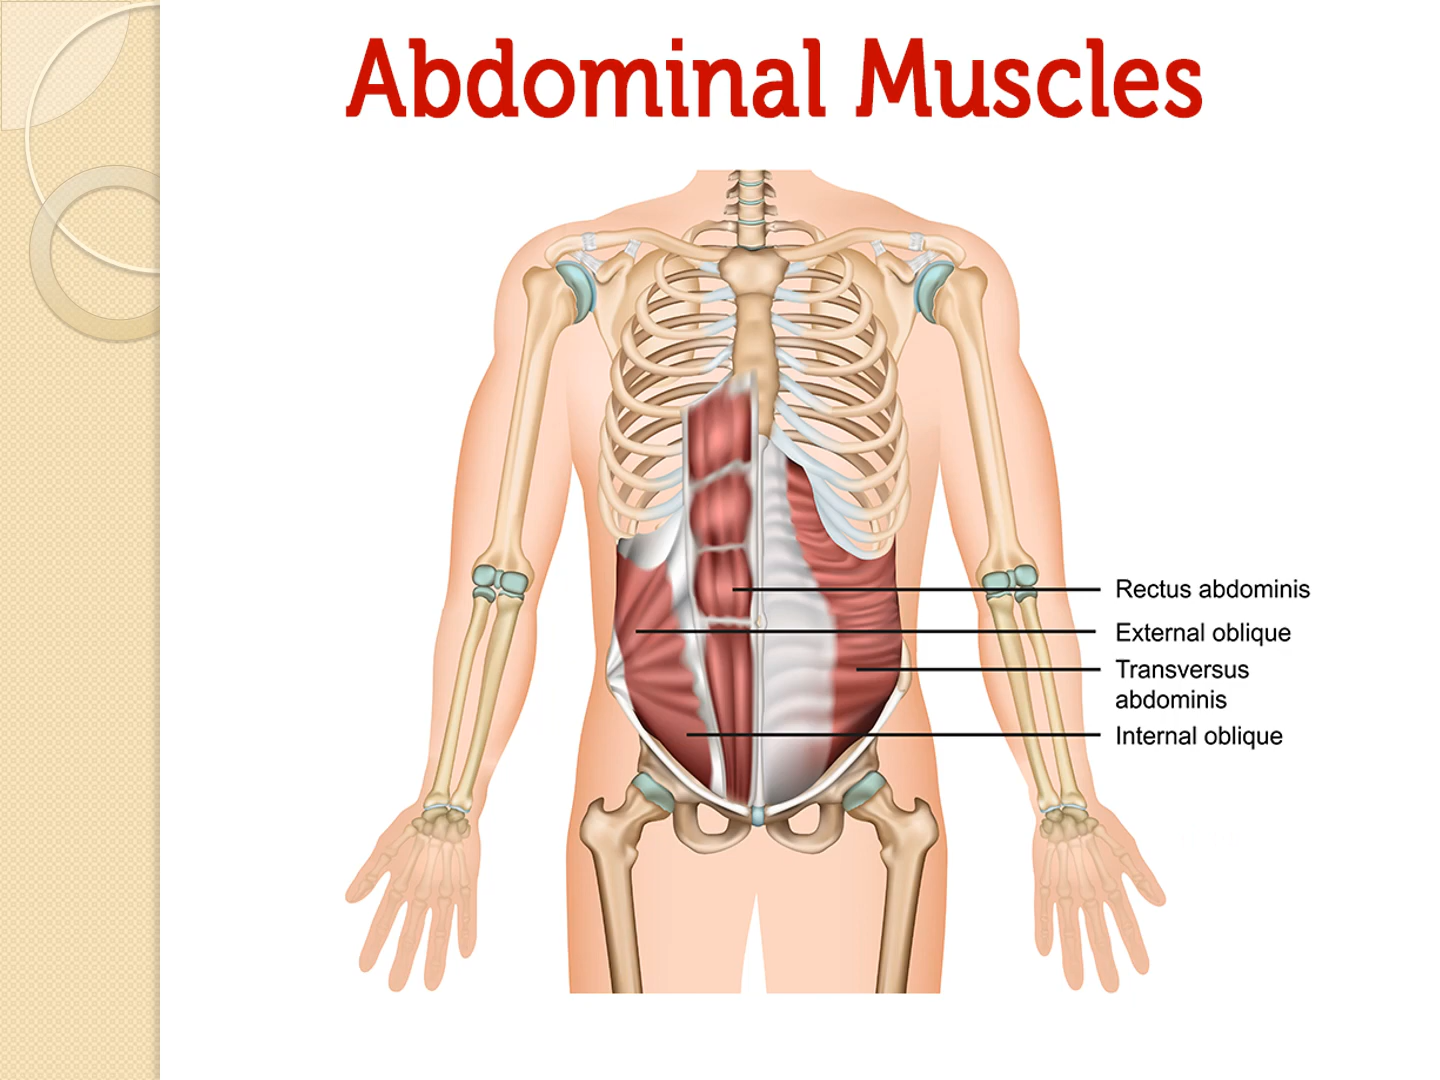 Abdominal Muscles
Rectus abdominis
External oblique
Transversus
abdominis
Internal oblique